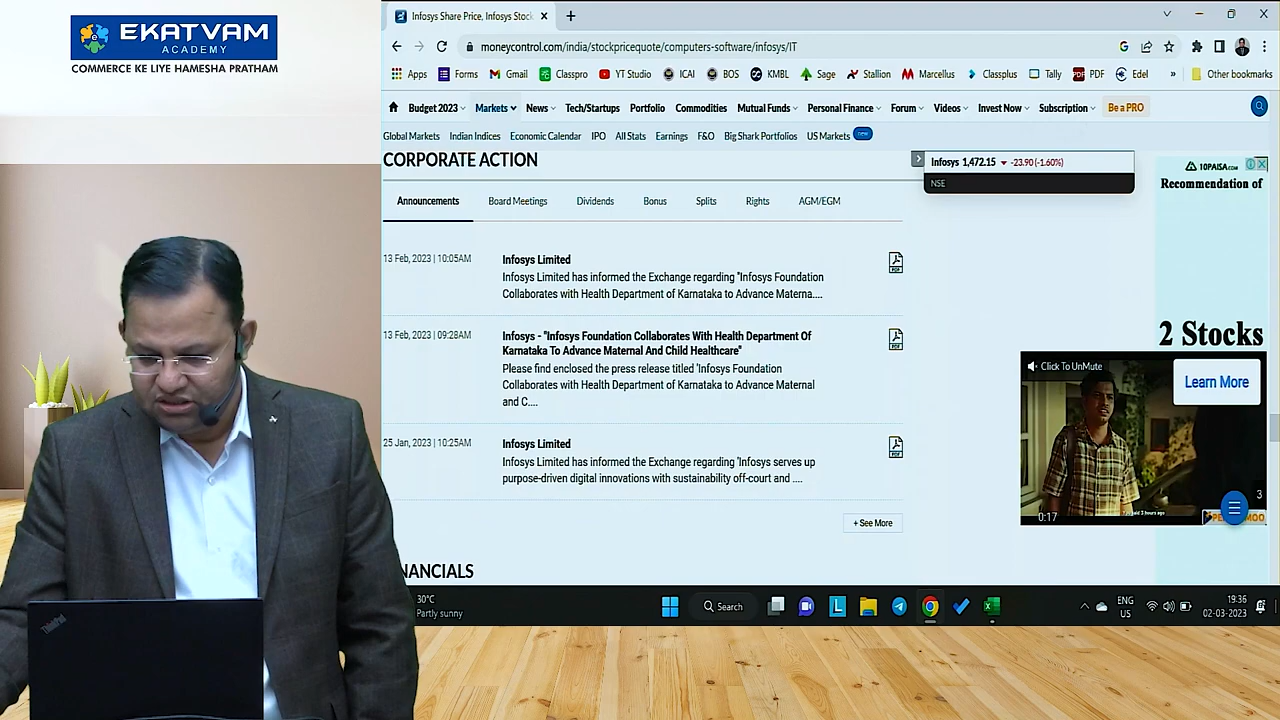 EKATVAM
ACADEMY
COMMERCE KE LIYE HAMESHA PRATHAM
Infosys Share Price, Infosys Stock
moneycontrol.com/india/stockpricequote/computers-software/infosys/IT
Apps Forms Gmail Classpro YT Studio ICAI BOS KMBL Sage Stallion Marcellus Classplus Tally PDF Edel » Other bookmarks
Budget 2023 Markets News Tech/Startups Portfolio Commodities Mutual Funds Personal Finance Forum Videos Invest Now Subscription Be a PRO
Global Markets Indian Indices Economic Calendar IPO All Stats Earnings F&O Big Shark Portfolios US Markets new
CORPORATE ACTION
Infosys 1,472.15 -23.90 (-1.60%)
NSE
Announcements Board Meetings Dividends Bonus Splits Rights AGM/EGM
13 Feb, 2023 | 10:05AM
Infosys Limited
Infosys Limited has informed the Exchange regarding "Infosys Foundation
Collaborates with Health Department of Karnataka to Advance Materna....
PDF
13 Feb, 2023 | 09:28AM
Infosys - "Infosys Foundation Collaborates With Health Department Of
Karnataka To Advance Maternal And Child Healthcare"
Please find enclosed the press release titled 'Infosys Foundation
Collaborates with Health Department of Karnataka to Advance Maternal
and C....
PDF
25 Jan, 2023 | 10:25AM
Infosys Limited
Infosys Limited has informed the Exchange regarding 'Infosys serves up
purpose-driven digital innovations with sustainability off-court and ....
PDF
+ See More
NANCIALS
10PAISA.COM
Recommendation of
2 Stocks
Click To UnMute
Learn More
0:17
3
30°C
Partly sunny
Search
ENG
US
19:36
02-03-2023
ThinkPad